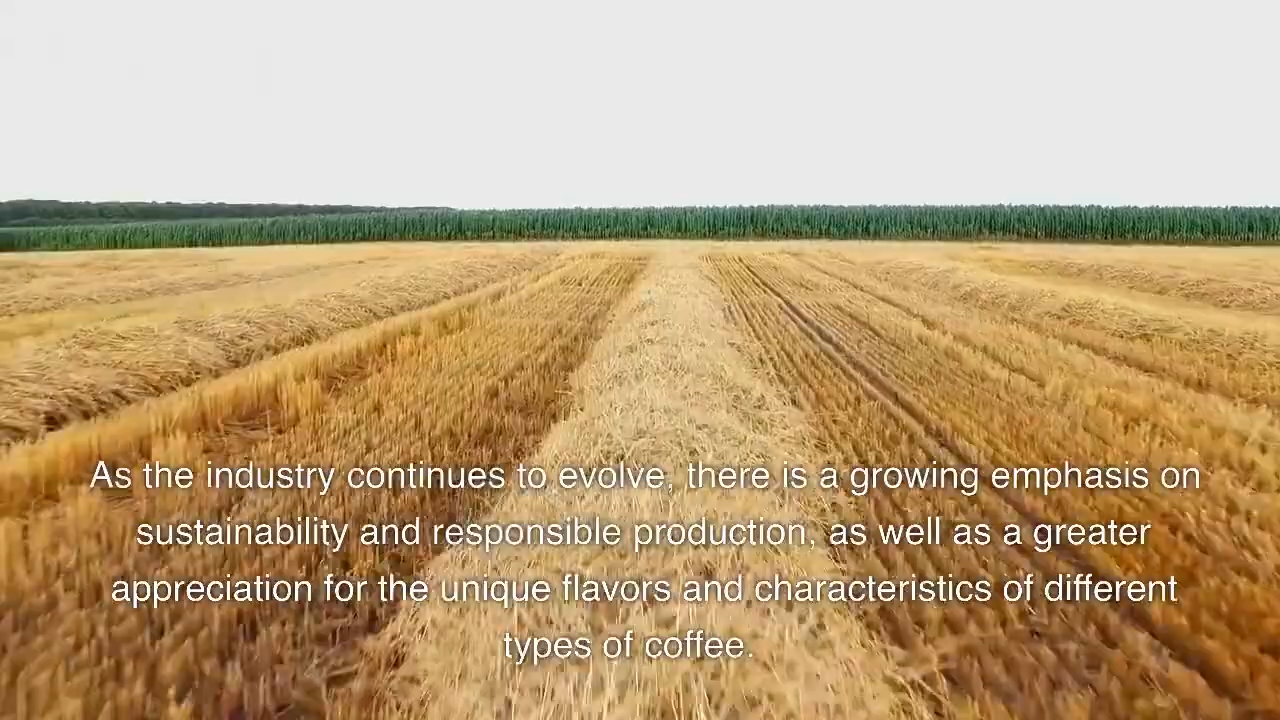 As the industry continues to evolve, there is a growing emphasis on
sustainability and responsible production, as well as a greater
appreciation for the unique flavors and characteristics of different
types of coffee.